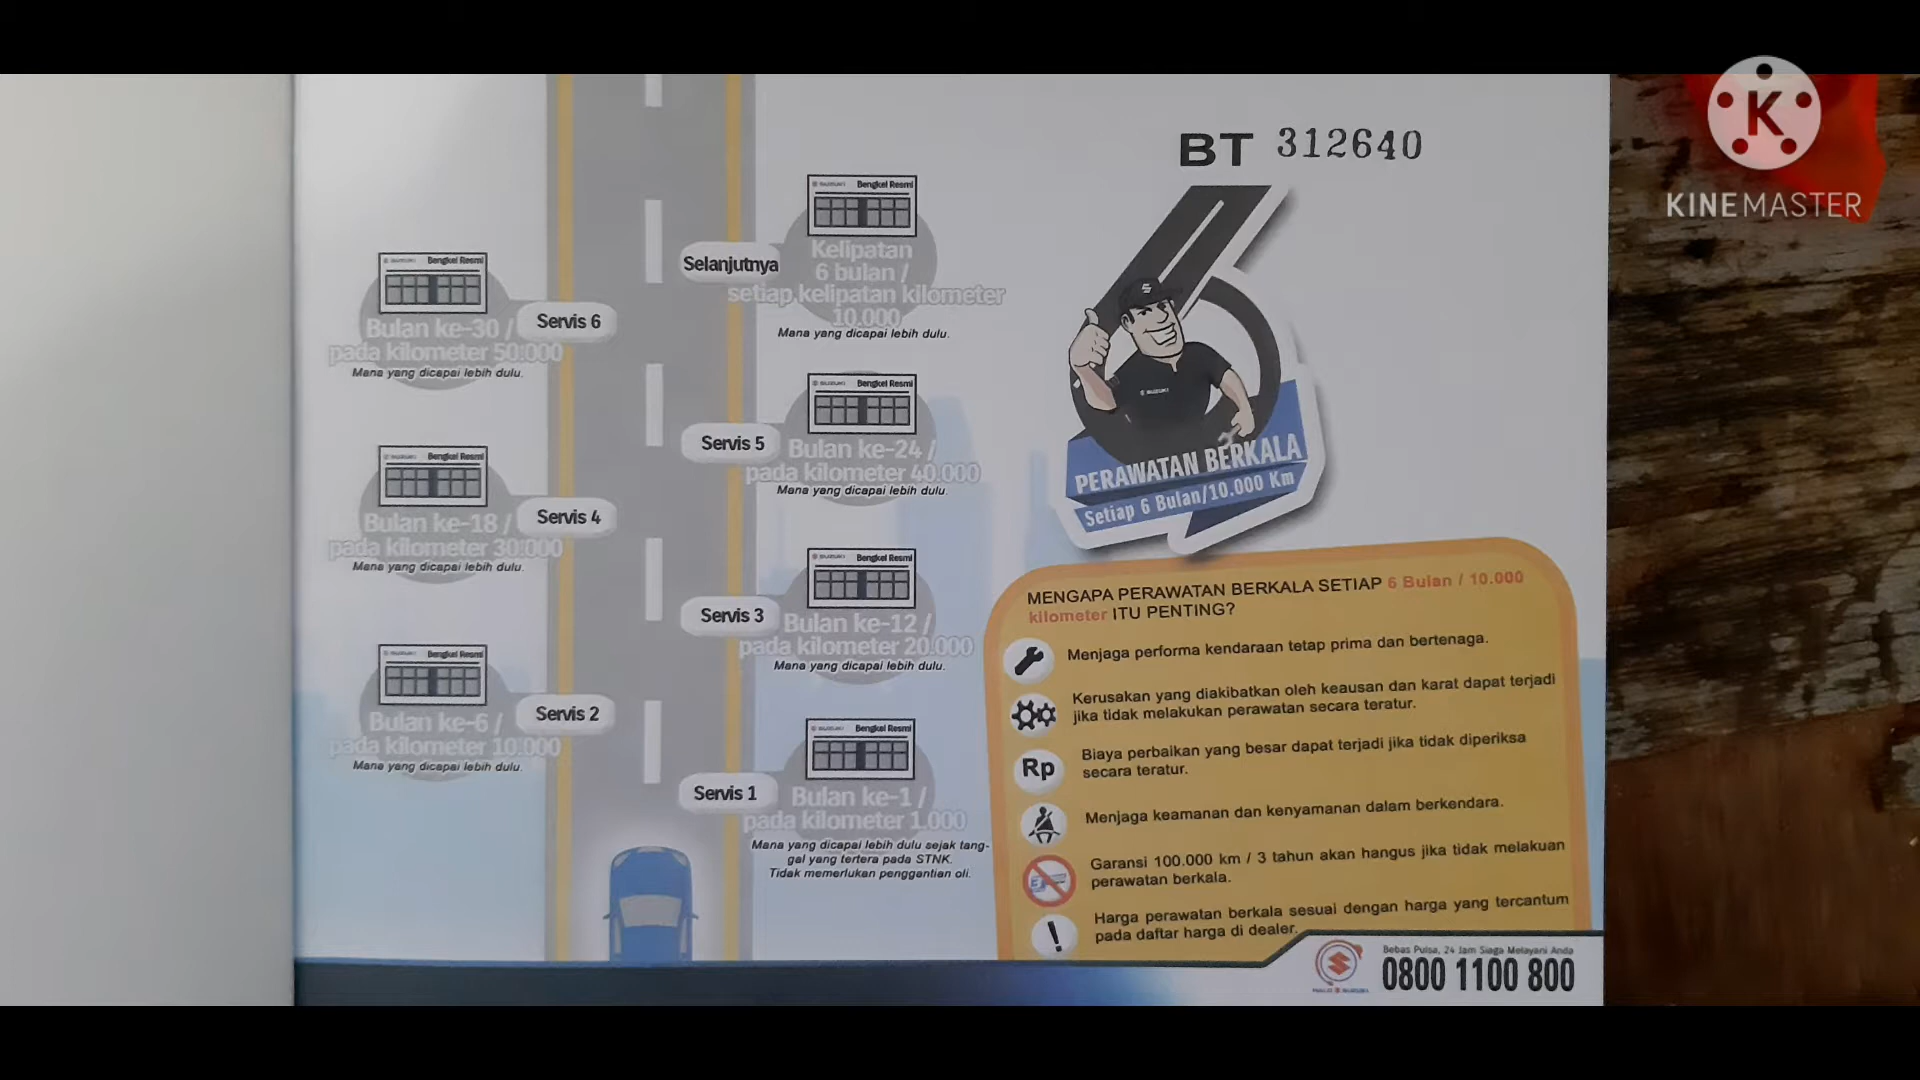 BT 312640
KINEMASTER
SUZUKI Bengkel Resmi
Kelipatan
6 bulan /
setiap kelipatan kilometer
10.000
Mana yang dicapai lebih dulu.
Selanjutnya
SUZUKI Bengkel Resmi
Bulan ke-30 /
pada kilometer 50.000
Mana yang dicapai lebih dulu.
Servis 6
SUZUKI Bengkel Resmi
Bulan ke-24 /
pada kilometer 40.000
Mana yang dicapai lebih dulu.
Servis 5
SUZUKI Bengkel Resmi
Bulan ke-18 /
pada kilometer 30.000
Mana yang dicapai lebih dulu.
Servis 4
SUZUKI Bengkel Resmi
Bulan ke-12 /
pada kilometer 20.000
Mana yang dicapai lebih dulu.
Servis 3
SUZUKI Bengkel Resmi
Bulan ke-6 /
pada kilometer 10.000
Mana yang dicapai lebih dulu.
Servis 2
SUZUKI Bengkel Resmi
Bulan ke-1 /
pada kilometer 1.000
Mana yang dicapai lebih dulu sejak tang-
gal yang tertera pada STNK.
Tidak memerlukan penggantian oli.
Servis 1
SUZUKI
PERAWATAN BERKALA
Setiap 6 Bulan/10.000 Km
MENGAPA PERAWATAN BERKALA SETIAP 6 Bulan / 10.000
kilometer ITU PENTING?
Menjaga performa kendaraan tetap prima dan bertenaga.
Kerusakan yang diakibatkan oleh keausan dan karat dapat terjadi
jika tidak melakukan perawatan secara teratur.
Rp
Biaya perbaikan yang besar dapat terjadi jika tidak diperiksa
secara teratur.
Menjaga keamanan dan kenyamanan dalam berkendara.
Garansi 100.000 km / 3 tahun akan hangus jika tidak melakuan
perawatan berkala.
Harga perawatan berkala sesuai dengan harga yang tercantum
pada daftar harga di dealer.
Bebas Pulsa, 24 Jam Siaga Melayani Anda
0800 1100 800
HALO SUZUKI